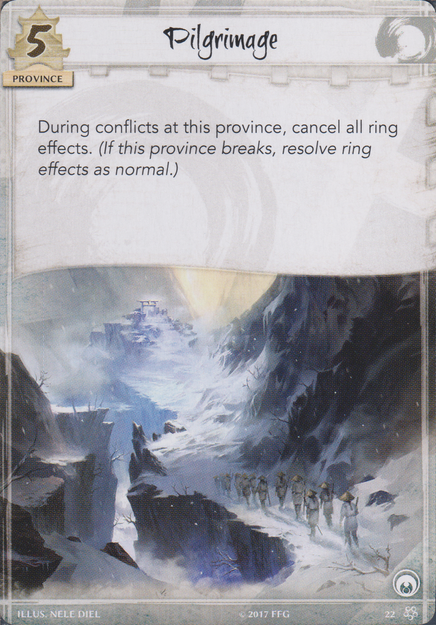 5
Pilgrimage
PROVINCE
During conflicts at this province, cancel all ring
effects. (If this province breaks, resolve ring
effects as normal.)
ILLUS. NELE DIEL
© 2017 FFG
22